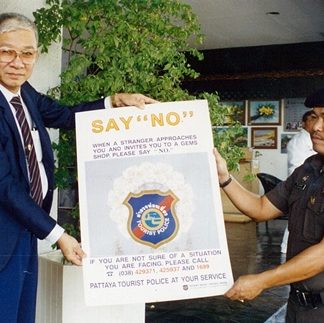 SAY "NO."
WHEN A STRANGER APPROACHES
YOU AND INVITES YOU TO A GEMS
SHOP, PLEASE SAY "NO."
TOURIST POLICE
IF YOU ARE NOT SURE OF A SITUATION
YOU ARE FACING, PLEASE CALL
☎ (038) 429371, 425937 AND 1699
PATTAYA TOURIST POLICE AT YOUR SERVICE